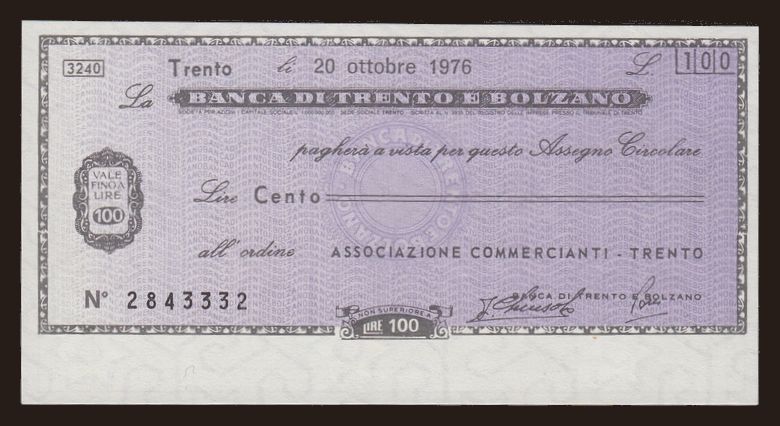 3240 Trento li 20 ottobre 1976 L. 100
La BANCA DI TRENTO E BOLZANO
pagherà a vista per questo Assegno Circolare
VALE
FINO A
LIRE
100
Lire Cento
all'ordine ASSOCIAZIONE COMMERCIANTI - TRENTO
N° 2843332
BANCA DI TRENTO E BOLZANO
NON SUPERIORE A
LIRE 100